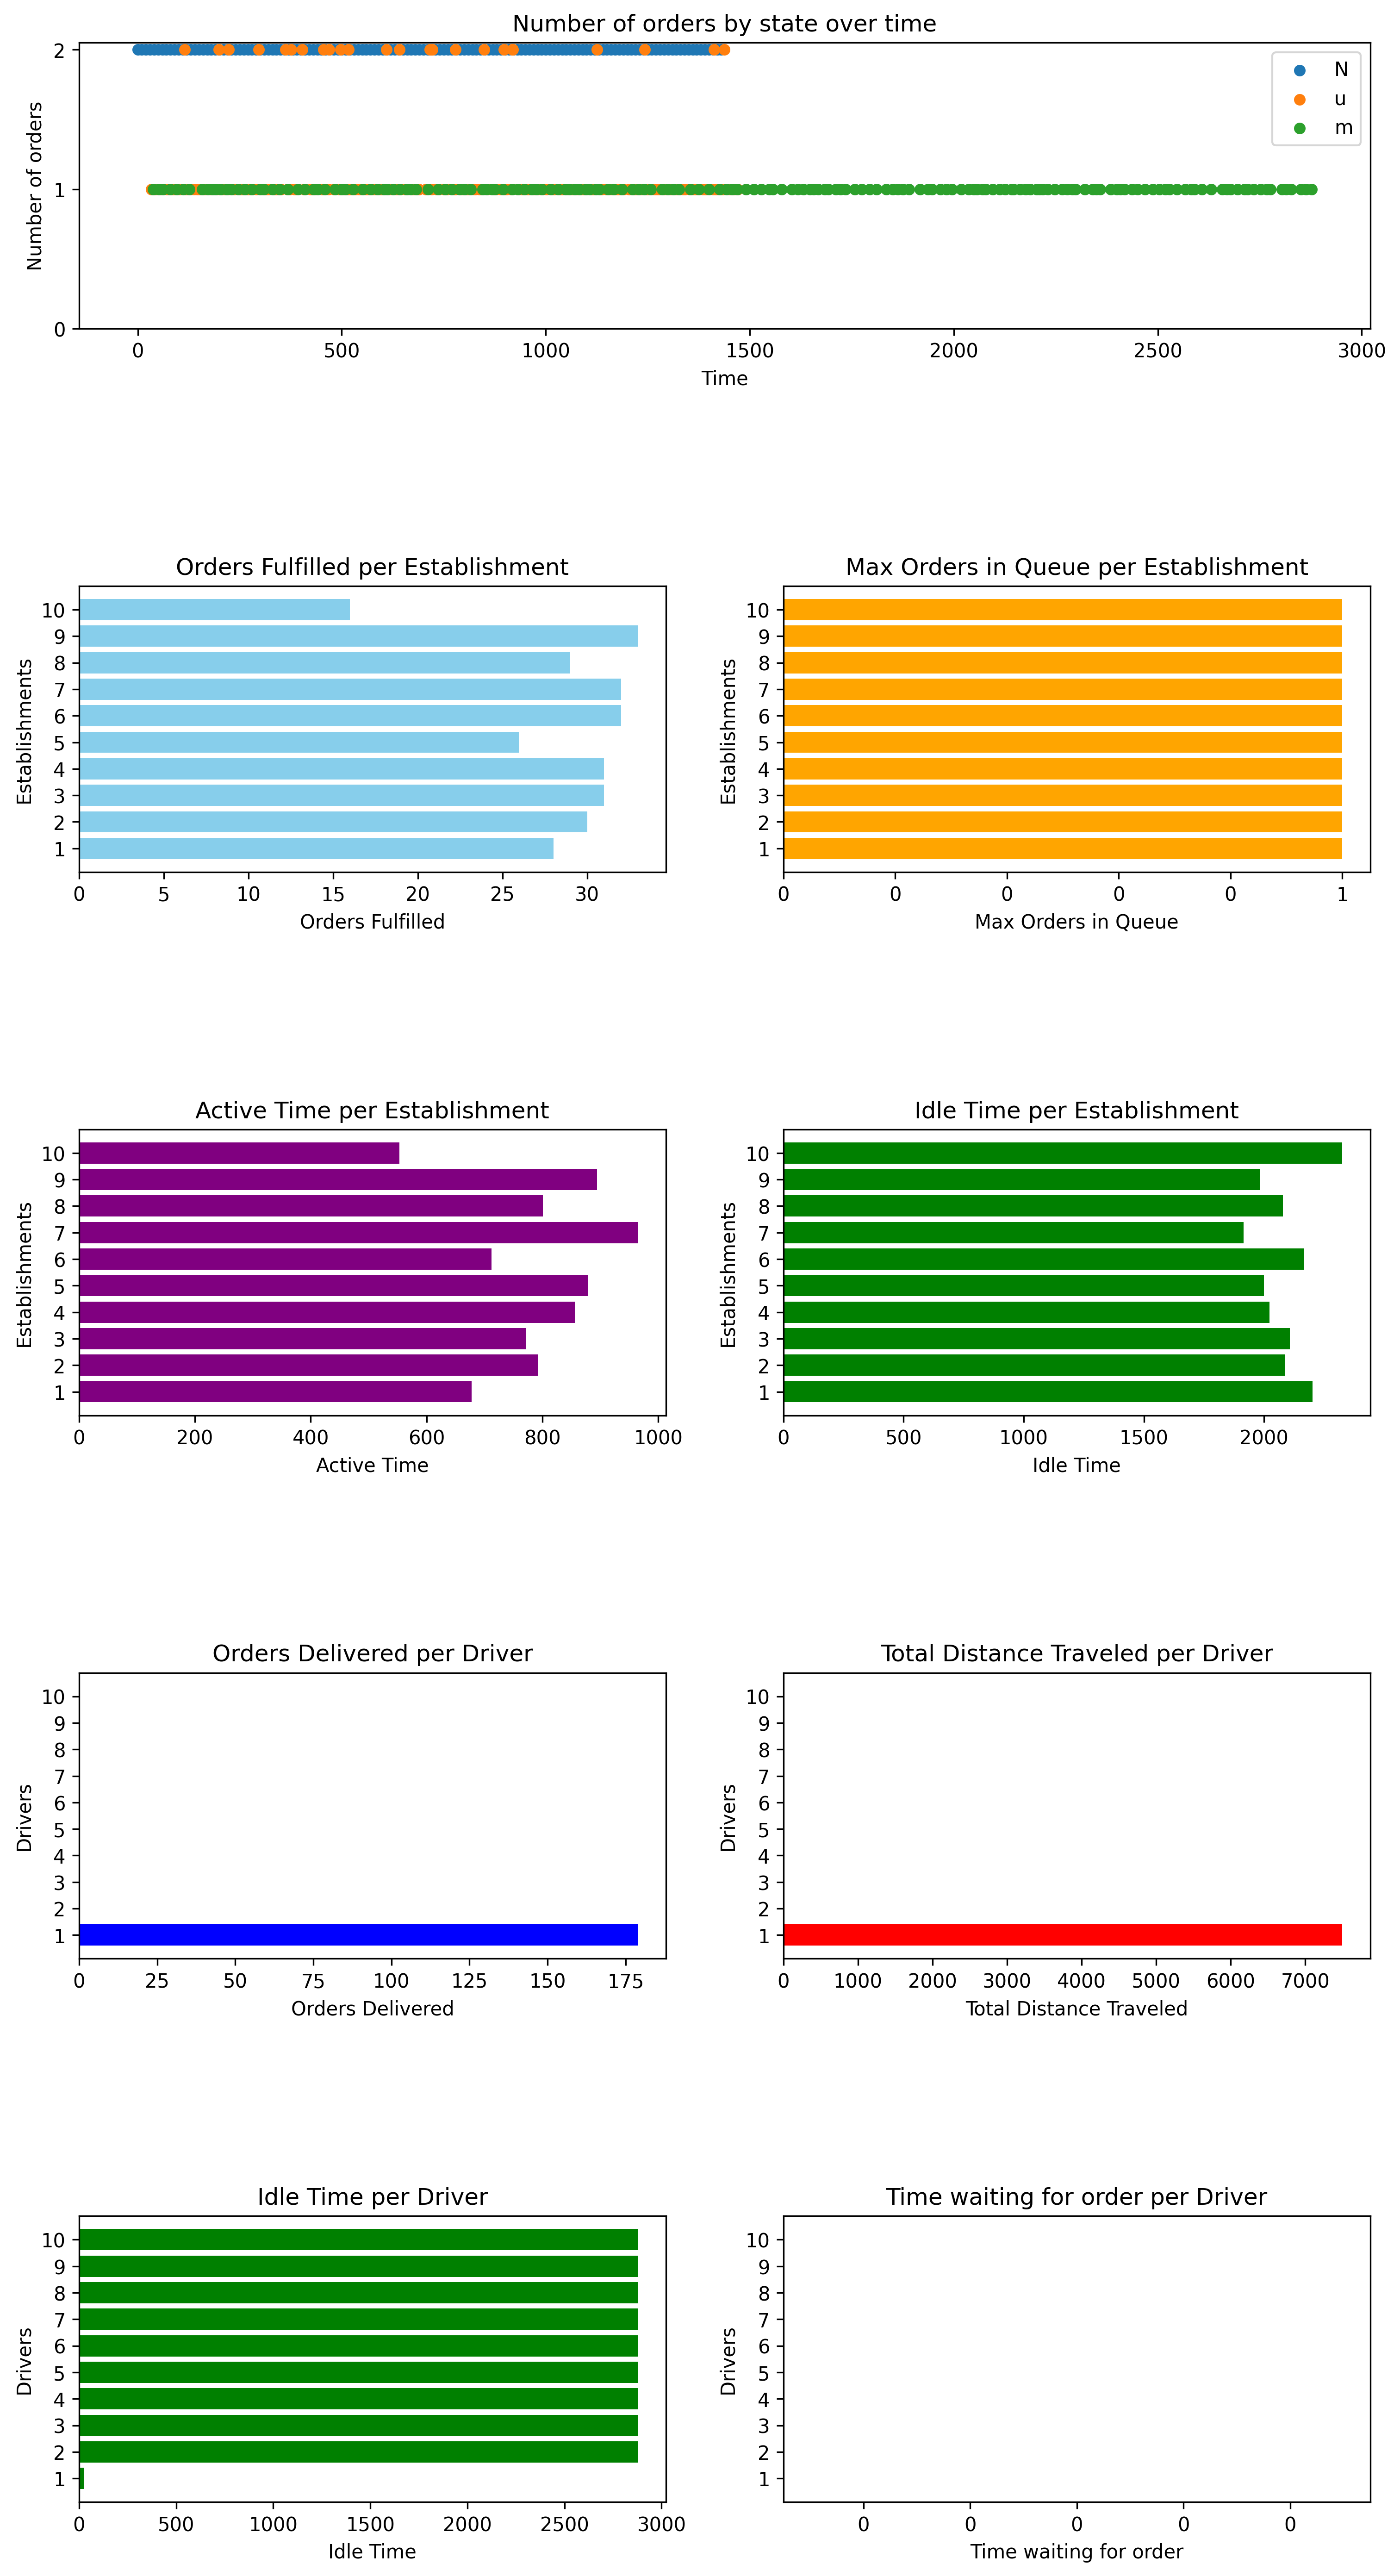 Number of orders by state over time
2
1
0
Number of orders
N
u
m
0 500 1000 1500 2000 2500 3000
Time
Orders Fulfilled per Establishment
10
9
8
7
6
5
4
3
2
1
Establishments
0 5 10 15 20 25 30
Orders Fulfilled
Max Orders in Queue per Establishment
10
9
8
7
6
5
4
3
2
1
Establishments
0 0 0 0 0 1
Max Orders in Queue
Active Time per Establishment
10
9
8
7
6
5
4
3
2
1
Establishments
0 200 400 600 800 1000
Active Time
Idle Time per Establishment
10
9
8
7
6
5
4
3
2
1
Establishments
0 500 1000 1500 2000
Idle Time
Orders Delivered per Driver
10
9
8
7
6
5
4
3
2
1
Drivers
0 25 50 75 100 125 150 175
Orders Delivered
Total Distance Traveled per Driver
10
9
8
7
6
5
4
3
2
1
Drivers
0 1000 2000 3000 4000 5000 6000 7000
Total Distance Traveled
Idle Time per Driver
10
9
8
7
6
5
4
3
2
1
Drivers
0 500 1000 1500 2000 2500 3000
Idle Time
Time waiting for order per Driver
10
9
8
7
6
5
4
3
2
1
Drivers
0 0 0 0 0
Time waiting for order